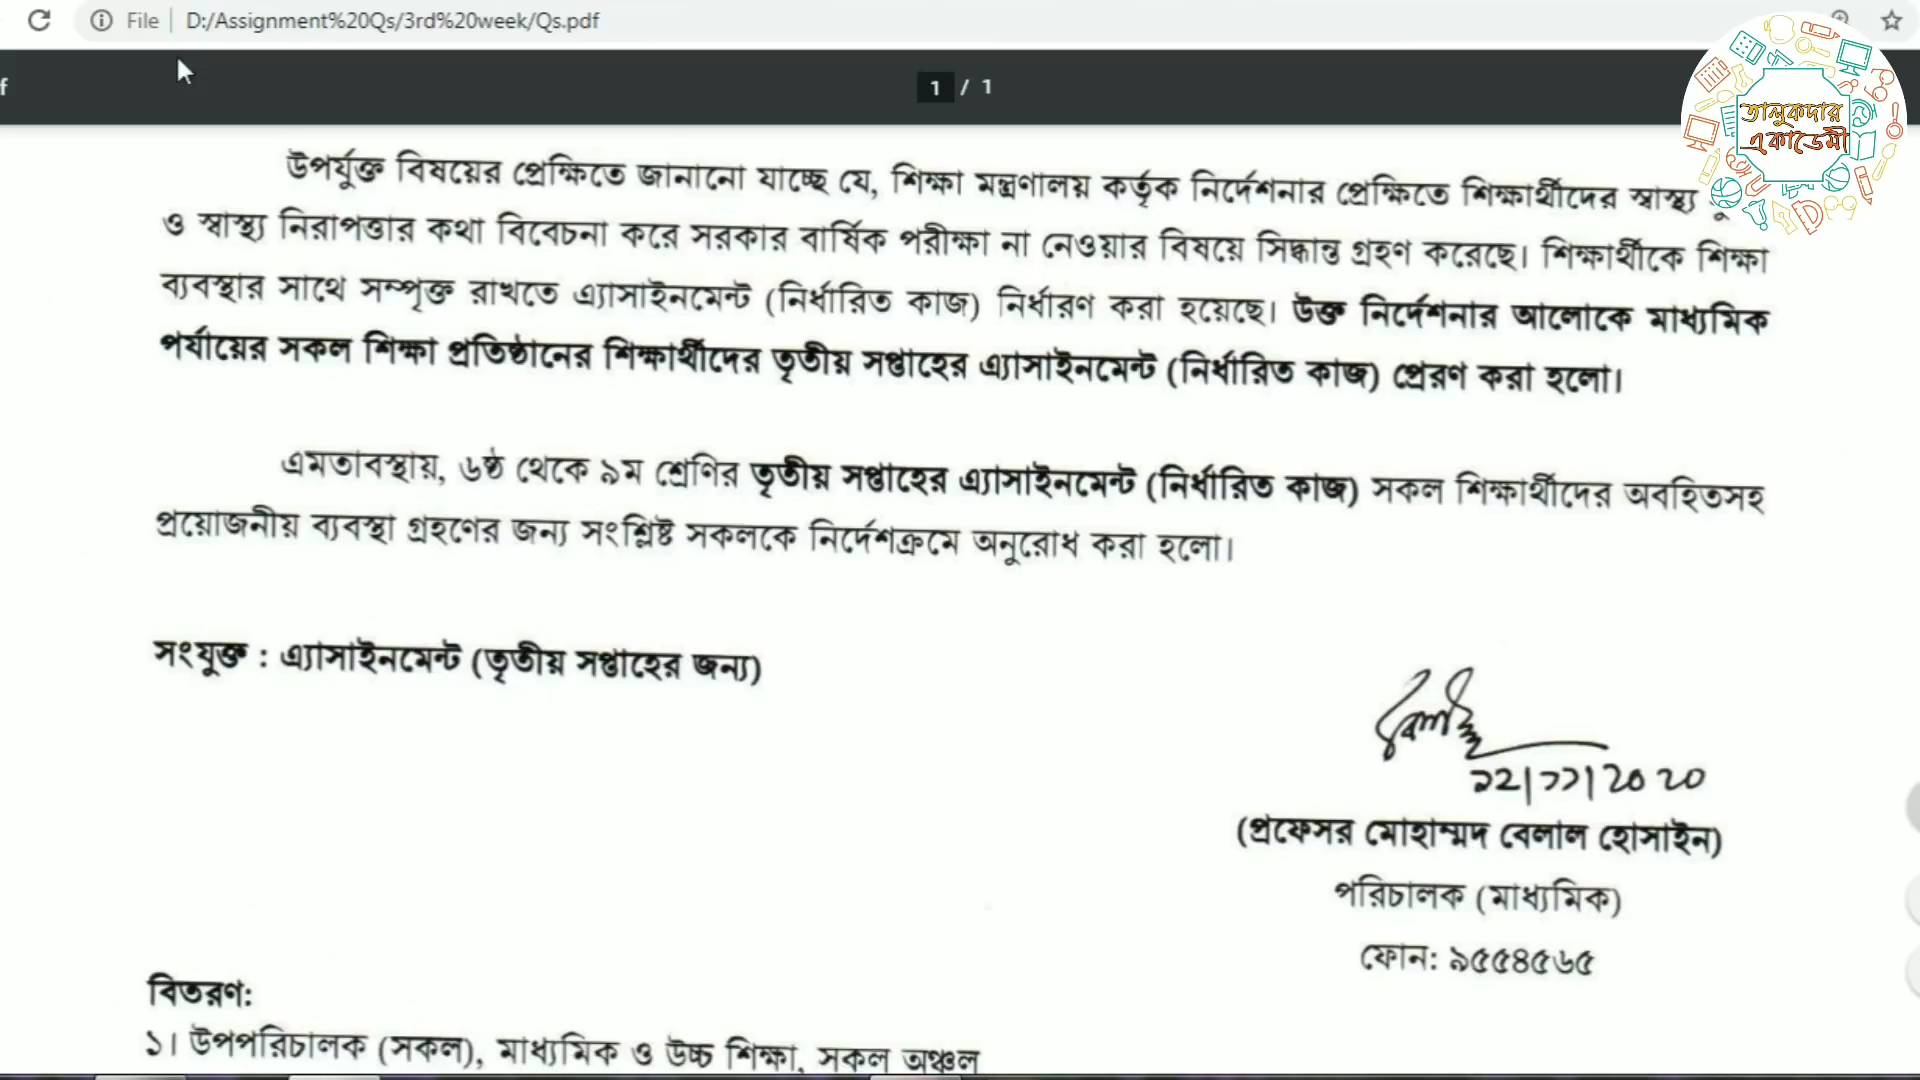 File D:/Assignment%20Qs/3rd%20week/Qs.pdf
f
1 / 1
তালুকদার
একাডেমী
উপর্যুক্ত বিষয়ের প্রেক্ষিতে জানানো যাচ্ছে যে, শিক্ষা মন্ত্রণালয় কর্তৃক নির্দেশনার প্রেক্ষিতে শিক্ষার্থীদের স্বাস্থ্য
ও স্বাস্থ্য নিরাপত্তার কথা বিবেচনা করে সরকার বার্ষিক পরীক্ষা না নেওয়ার বিষয়ে সিদ্ধান্ত গ্রহণ করেছে। শিক্ষার্থীকে শিক্ষা
ব্যবস্থার সাথে সম্পৃক্ত রাখতে এ্যাসাইনমেন্ট (নির্ধারিত কাজ) নির্ধারণ করা হয়েছে। উক্ত নির্দেশনার আলোকে মাধ্যমিক
পর্যায়ের সকল শিক্ষা প্রতিষ্ঠানের শিক্ষার্থীদের তৃতীয় সপ্তাহের এ্যাসাইনমেন্ট (নির্ধারিত কাজ) প্রেরণ করা হলো।
এমতাবস্থায়, ৬ষ্ঠ থেকে ৯ম শ্রেণির তৃতীয় সপ্তাহের এ্যাসাইনমেন্ট (নির্ধারিত কাজ) সকল শিক্ষার্থীদের অবহিতসহ
প্রয়োজনীয় ব্যবস্থা গ্রহণের জন্য সংশ্লিষ্ট সকলকে নির্দেশক্রমে অনুরোধ করা হলো।
সংযুক্ত : এ্যাসাইনমেন্ট (তৃতীয় সপ্তাহের জন্য)
১২|১১|২০২০
(প্রফেসর মোহাম্মদ বেলাল হোসাইন)
পরিচালক (মাধ্যমিক)
ফোন: ৯৫৫৪৫৬৫
বিতরণ:
১। উপপরিচালক (সকল), মাধ্যমিক ও উচ্চ শিক্ষা, সকল অঞ্চল